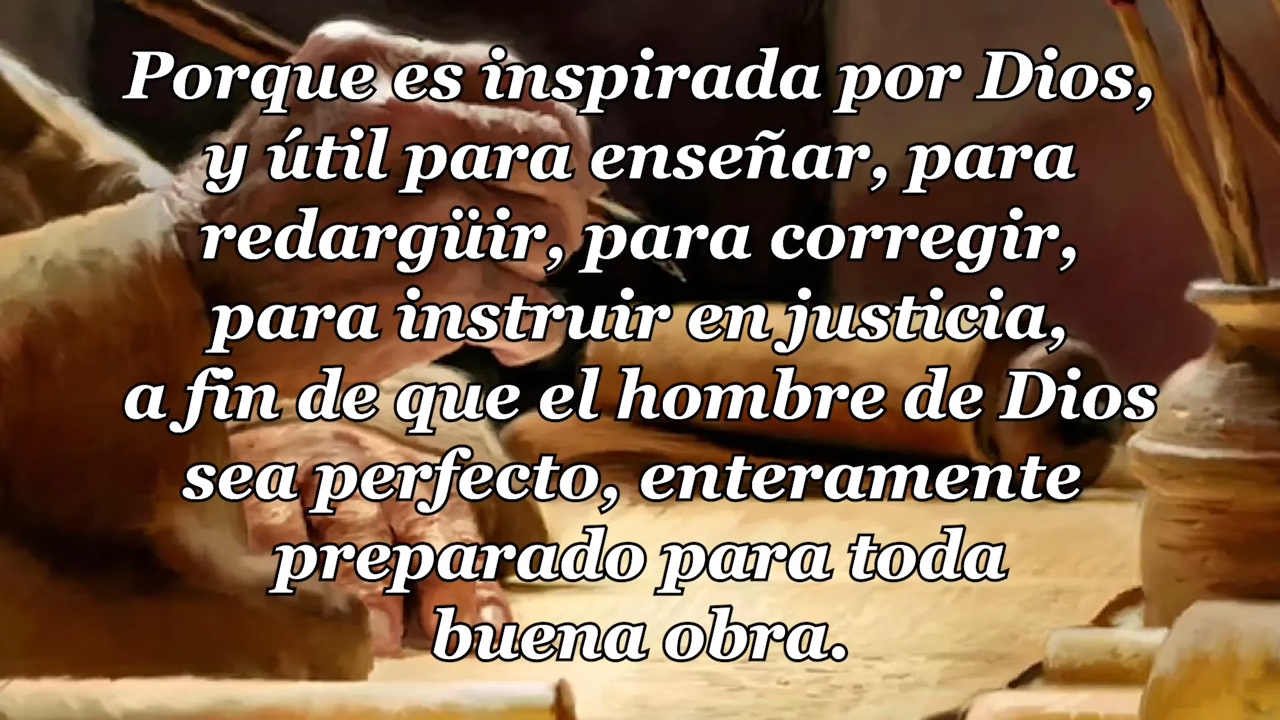 Porque es inspirada por Dios,
y útil para enseñar, para
redargüir, para corregir,
para instruir en justicia,
a fin de que el hombre de Dios
sea perfecto, enteramente
preparado para toda
buena obra.